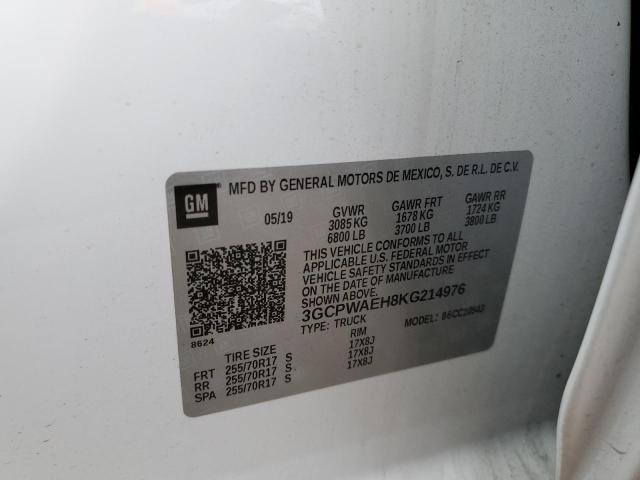 GM
MFD BY GENERAL MOTORS DE MEXICO, S. DE R.L. DE C.V.
05/19 GVWR GAWR FRT GAWR RR
3085 KG 1678 KG 1724 KG
6800 LB 3700 LB 3800 LB
THIS VEHICLE CONFORMS TO ALL
APPLICABLE U.S. FEDERAL MOTOR
VEHICLE SAFETY STANDARDS IN EFFECT
ON THE DATE OF MANUFACTURE
SHOWN ABOVE.
3GCPWAEH8KG214976
TYPE: TRUCK
8624
TIRE SIZE RIM
FRT 255/70R17 S 17X8J
RR 255/70R17 S 17X8J
SPA 255/70R17 S 17X8J